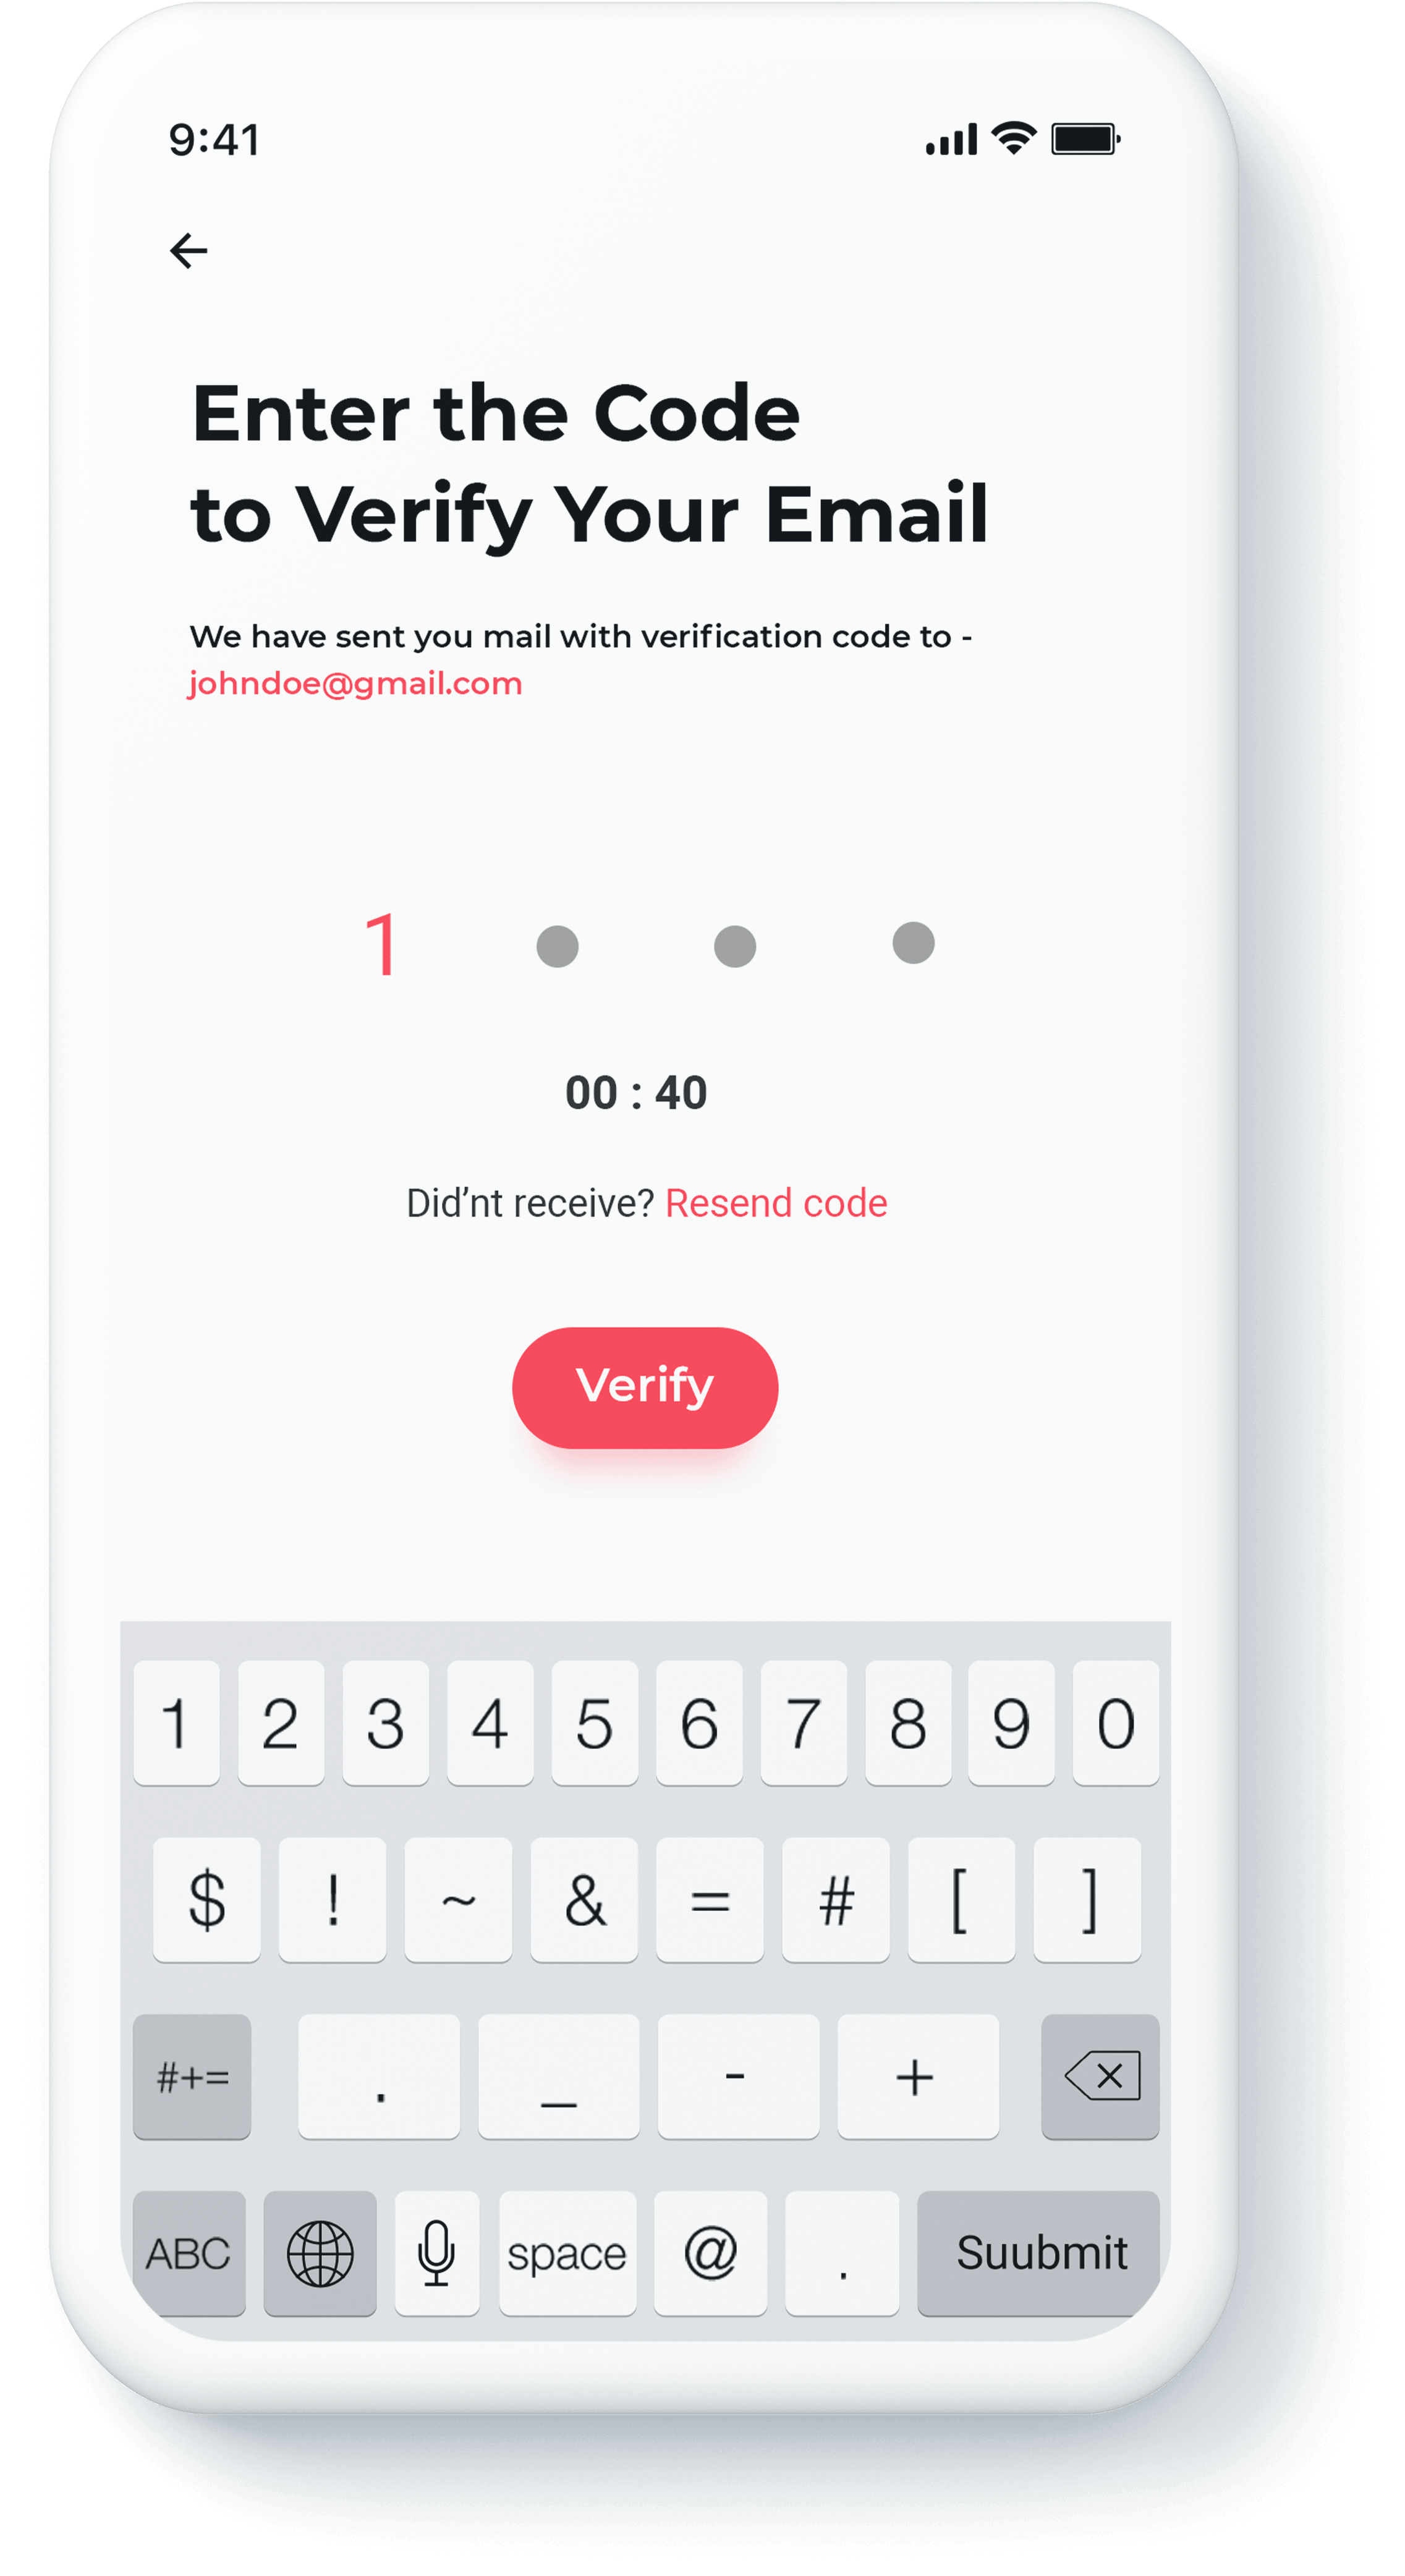 9:41
Enter the Code
to Verify Your Email
We have sent you mail with verification code to -
johndoe@gmail.com
1
00 : 40
Did’nt receive? Resend code
Verify
1 2 3 4 5 6 7 8 9 0
$ ! ~ & = # [ ]
#+= . _ - +
ABC space @ . Suubmit